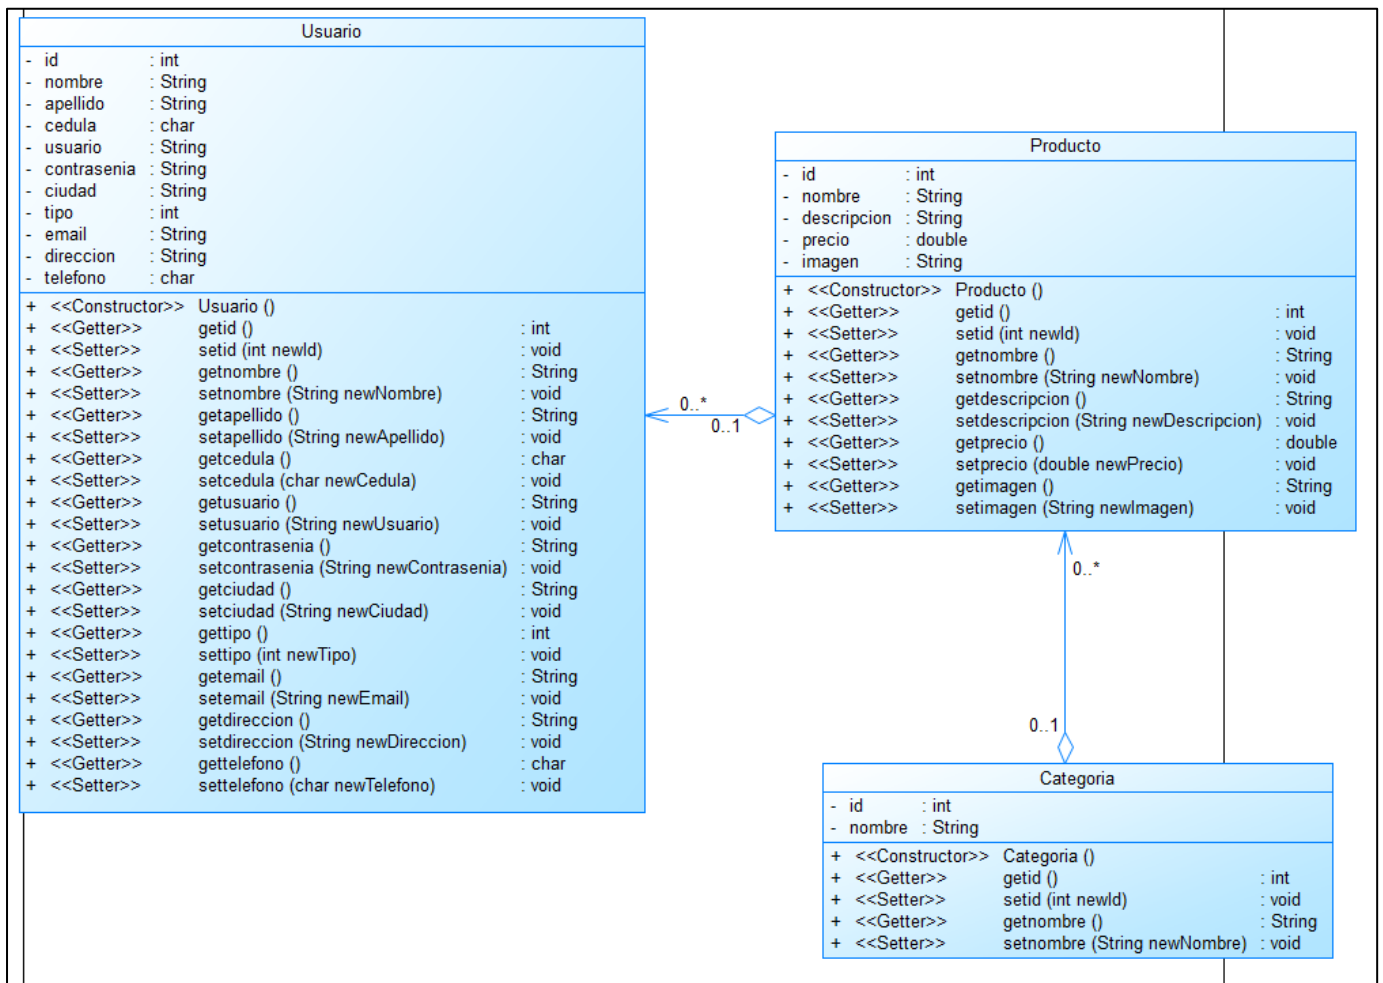 Usuario
- id : int
- nombre : String
- apellido : String
- cedula : char
- usuario : String
- contrasenia : String
- ciudad : String
- tipo : int
- email : String
- direccion : String
- telefono : char
+ <<Constructor>> Usuario ()
+ <<Getter>> getid () : int
+ <<Setter>> setid (int newId) : void
+ <<Getter>> getnombre () : String
+ <<Setter>> setnombre (String newNombre) : void
+ <<Getter>> getapellido () : String
+ <<Setter>> setapellido (String newApellido) : void
+ <<Getter>> getcedula () : char
+ <<Setter>> setcedula (char newCedula) : void
+ <<Getter>> getusuario () : String
+ <<Setter>> setusuario (String newUsuario) : void
+ <<Getter>> getcontrasenia () : String
+ <<Setter>> setcontrasenia (String newContrasenia) : void
+ <<Getter>> getciudad () : String
+ <<Setter>> setciudad (String newCiudad) : void
+ <<Getter>> gettipo () : int
+ <<Setter>> settipo (int newTipo) : void
+ <<Getter>> getemail () : String
+ <<Setter>> setemail (String newEmail) : void
+ <<Getter>> getdireccion () : String
+ <<Setter>> setdireccion (String newDireccion) : void
+ <<Getter>> gettelefono () : char
+ <<Setter>> settelefono (char newTelefono) : void
0..*
0..1
Producto
- id : int
- nombre : String
- descripcion : String
- precio : double
- imagen : String
+ <<Constructor>> Producto ()
+ <<Getter>> getid () : int
+ <<Setter>> setid (int newId) : void
+ <<Getter>> getnombre () : String
+ <<Setter>> setnombre (String newNombre) : void
+ <<Getter>> getdescripcion () : String
+ <<Setter>> setdescripcion (String newDescripcion) : void
+ <<Getter>> getprecio () : double
+ <<Setter>> setprecio (double newPrecio) : void
+ <<Getter>> getimagen () : String
+ <<Setter>> setimagen (String newImagen) : void
0..*
0..1
Categoria
- id : int
- nombre : String
+ <<Constructor>> Categoria ()
+ <<Getter>> getid () : int
+ <<Setter>> setid (int newId) : void
+ <<Getter>> getnombre () : String
+ <<Setter>> setnombre (String newNombre) : void